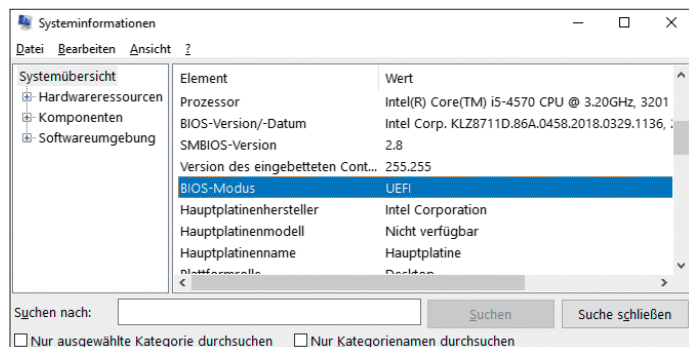 Systeminformationen
Datei Bearbeiten Ansicht ?
Systemübersicht
Hardwareressourcen
Komponenten
Softwareumgebung
Element Wert
Prozessor Intel(R) Core(TM) i5-4570 CPU @ 3.20GHz, 3201
BIOS-Version/-Datum Intel Corp. KLZ8711D.86A.0458.2018.0329.1136,
SMBIOS-Version 2.8
Version des eingebetteten Cont... 255.255
BIOS-Modus UEFI
Hauptplatinenhersteller Intel Corporation
Hauptplatinenmodell Nicht verfügbar
Hauptplatinenname Hauptplatine
Plattformrolle Desktop
Suchen nach: Suchen Suche schließen
Nur ausgewählte Kategorie durchsuchen Nur Kategorienamen durchsuchen